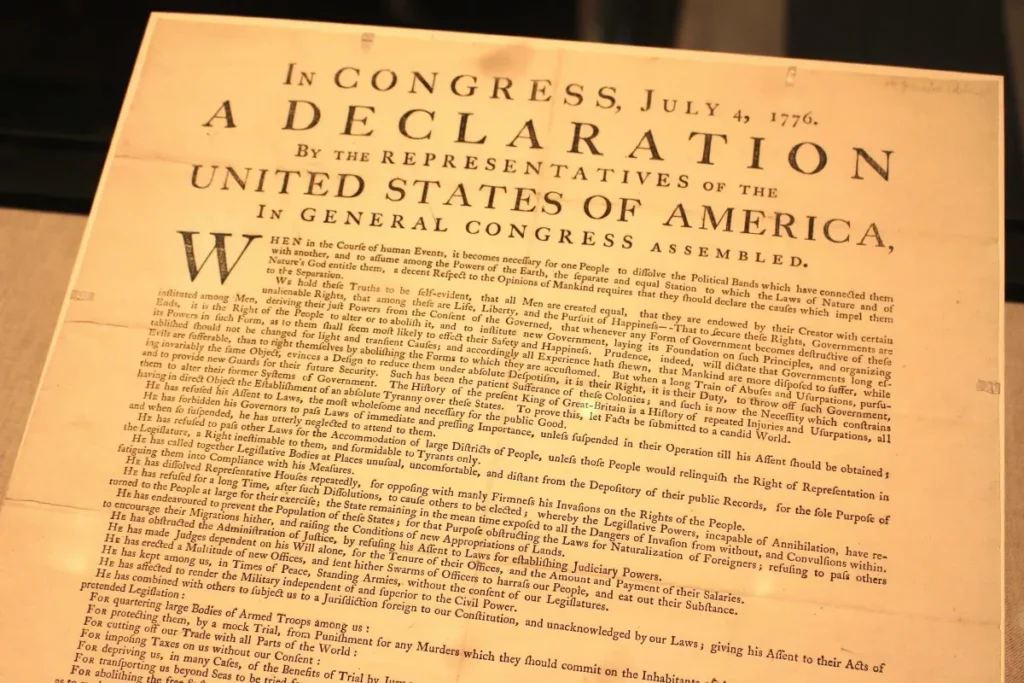 IN CONGRESS, JULY 4, 1776.
A DECLARATION
BY THE REPRESENTATIVES OF THE
UNITED STATES OF AMERICA,
IN GENERAL CONGRESS ASSEMBLED.
WHEN in the Courſe of human Events, it becomes neceſſary for one People to diſſolve the Political Bands which have connected them
with another, and to aſſume among the Powers of the Earth, the ſeparate and equal Station to which the Laws of Nature and of
Nature's God entitle them, a decent Reſpect to the Opinions of Mankind requires that they ſhould declare the cauſes which impel them
to the Separation.
We hold theſe Truths to be ſelf-evident, that all Men are created equal, that they are endowed by their Creator with certain
unalienable Rights, that among theſe are Life, Liberty, and the Purſuit of Happineſs—-That to ſecure theſe Rights, Governments are
inſtituted among Men, deriving their juſt Powers from the Conſent of the Governed, that whenever any Form of Government becomes deſtructive of theſe
Ends, it is the Right of the People to alter or to aboliſh it, and to inſtitute new Government, laying its Foundation on ſuch Principles, and organizing
its Powers in ſuch Form, as to them ſhall ſeem moſt likely to effect their Safety and Happineſs. Prudence, indeed, will dictate that Governments long eſ-
tabliſhed ſhould not be changed for light and tranſient Cauſes; and accordingly all Experience hath ſhewn, that Mankind are more diſpoſed to ſuffer, while
Evils are ſufferable, than to right themſelves by aboliſhing the Forms to which they are accuſtomed. But when a long Train of Abuſes and Uſurpations, purſu-
ing invariably the ſame Object, evinces a Deſign to reduce them under abſolute Deſpotiſm, it is their Right, it is their Duty, to throw off ſuch Government,
and to provide new Guards for their future Security. Such has been the patient Sufferance of theſe Colonies; and ſuch is now the Neceſſity which conſtrains
them to alter their former Syſtems of Government. The Hiſtory of the preſent King of Great-Britain is a Hiſtory of repeated Injuries and Uſurpations, all
having in direct Object the Eſtabliſhment of an abſolute Tyranny over theſe States. To prove this, let Facts be ſubmitted to a candid World.
HE has refuſed his Aſſent to Laws, the moſt wholeſome and neceſſary for the public Good.
HE has forbidden his Governors to paſs Laws of immediate and preſſing Importance, unleſs ſuſpended in their Operation till his Aſſent ſhould be obtained;
and when ſo ſuſpended, he has utterly neglected to attend to them.
HE has refuſed to paſs other Laws for the Accommodation of large Diſtricts of People, unleſs thoſe People would relinquiſh the Right of Repreſentation in
the Legiſlature, a Right ineſtimable to them, and formidable to Tyrants only.
HE has called together Legiſlative Bodies at Places unuſual, uncomfortable, and diſtant from the Depoſitory of their public Records, for the ſole Purpoſe of
fatiguing them into Compliance with his Meaſures.
HE has diſſolved Repreſentative Houſes repeatedly, for oppoſing with manly Firmneſs his Invaſions on the Rights of the People.
HE has refuſed for a long Time, after ſuch Diſſolutions, to cauſe others to be elected; whereby the Legiſlative Powers, incapable of Annihilation, have re-
turned to the People at large for their exerciſe; the State remaining in the mean time expoſed to all the Dangers of Invaſion from without, and Convulſions within.
HE has endeavoured to prevent the Population of theſe States; for that Purpoſe obſtructing the Laws for Naturalization of Foreigners; refuſing to paſs others
to encourage their Migrations hither, and raiſing the Conditions of new Appropriations of Lands.
HE has obſtructed the Adminiſtration of Juſtice, by refuſing his Aſſent to Laws for eſtabliſhing Judiciary Powers.
HE has made Judges dependent on his Will alone, for the Tenure of their Offices, and the Amount and Payment of their Salaries.
HE has erected a Multitude of new Offices, and ſent hither Swarms of Officers to harraſs our People, and eat out their Subſtance.
HE has kept among us, in Times of Peace, Standing Armies, without the conſent of our Legiſlatures.
HE has affected to render the Military independent of and ſuperior to the Civil Power.
HE has combined with others to ſubject us to a Juriſdiction foreign to our Conſtitution, and unacknowledged by our Laws; giving his Aſſent to their Acts of
pretended Legiſlation:
FOR quartering large Bodies of Armed Troops among us:
FOR protecting them, by a mock Trial, from Puniſhment for any Murders which they ſhould commit on the Inhabitants of
FOR cutting off our Trade with all Parts of the World:
FOR impoſing Taxes on us without our Conſent:
FOR depriving us, in many Caſes, of the Benefits of Trial by
FOR tranſporting us beyond Seas to be tried
FOR aboliſhing the free